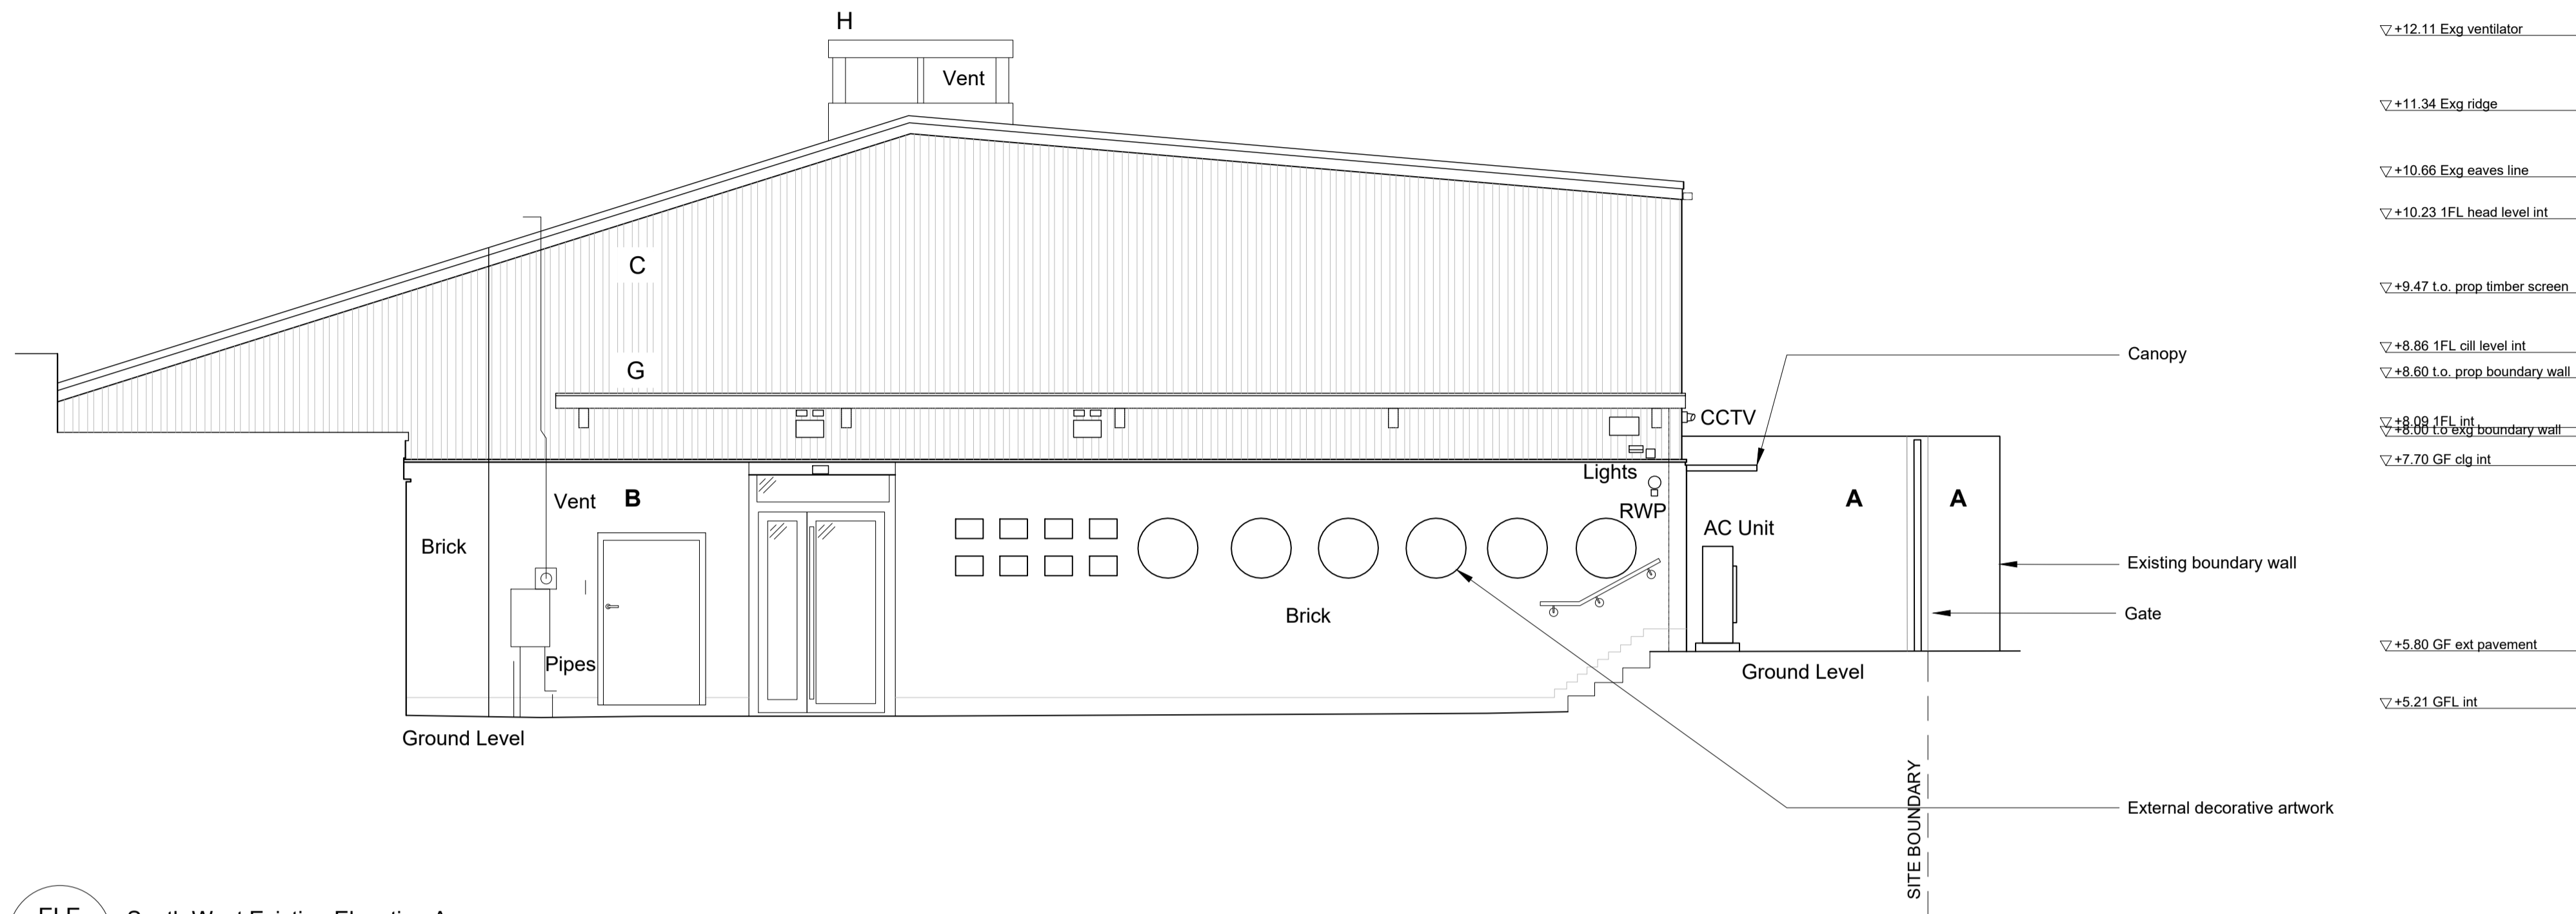 H
Vent
C
G
CCTV
Lights
Vent
B
RWP
Brick
AC Unit
A
A
Brick
Pipes
Ground Level
Ground Level
Canopy
Existing boundary wall
Gate
External decorative artwork
SITE BOUNDARY
+12.11 Exg ventilator
+11.34 Exg ridge
+10.66 Exg eaves line
+10.23 1FL head level int
+9.47 t.o. prop timber screen
+8.86 1FL cill level int
+8.60 t.o. prop boundary wall
+8.09 1FL int
+8.00 t.o exg boundary wall
+7.70 GF clg int
+5.80 GF ext pavement
+5.21 GFL int